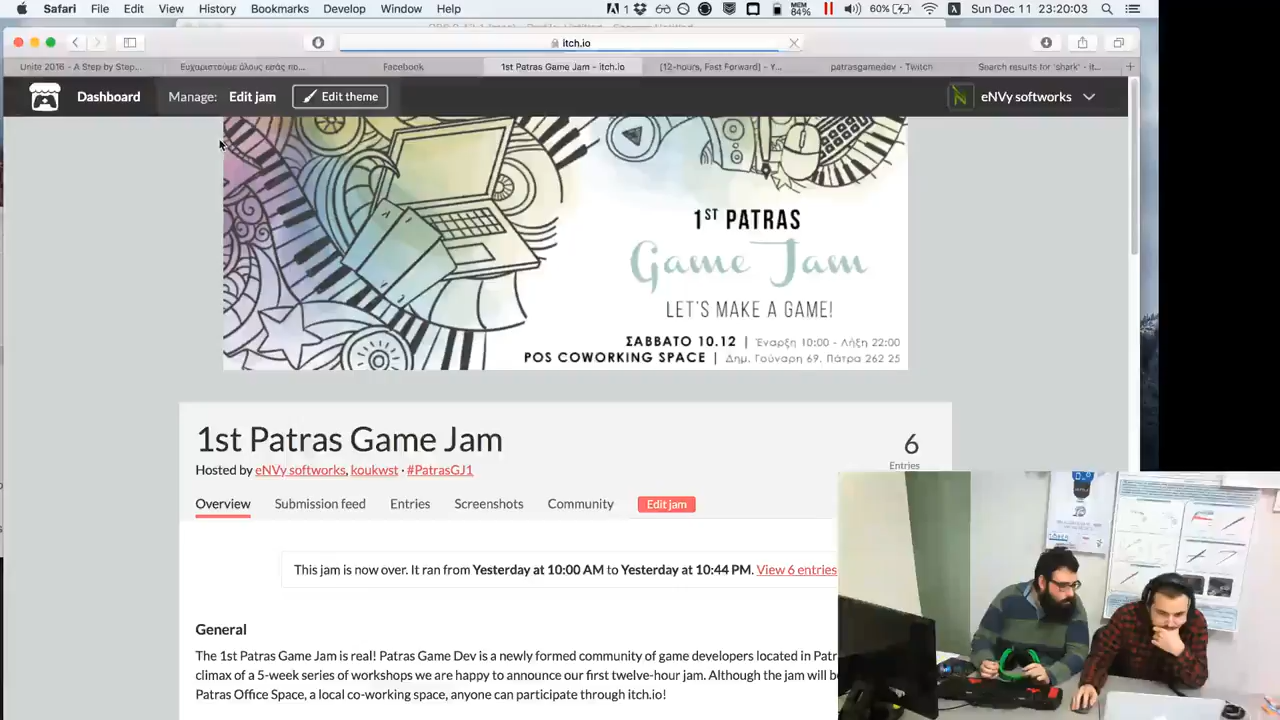 Safari File Edit View History Bookmarks Develop Window Help
1 MEM 84% 60% Sun Dec 11 23:20:03
itch.io
Unite 2016 - A Step by Step... Ευχαριστούμε όλους εσάς πο... Facebook 1st Patras Game Jam - itch.io [12-hours, Fast Forward] - Y... patrasgamedev - Twitch Search results for 'shark' - it...
Dashboard Manage: Edit jam Edit theme eNVy softworks
1ST PATRAS
Game Jam
LET'S MAKE A GAME!
ΣΑΒΒΑΤΟ 10.12 | Έναρξη 10:00 - Λήξη 22:00
POS COWORKING SPACE | Δημ. Γούναρη 69, Πάτρα 262 25
1st Patras Game Jam
6
Entries
Hosted by eNVy softworks, koukwst · #PatrasGJ1
Overview Submission feed Entries Screenshots Community Edit jam
This jam is now over. It ran from Yesterday at 10:00 AM to Yesterday at 10:44 PM. View 6 entries
General
The 1st Patras Game Jam is real! Patras Game Dev is a newly formed community of game developers located in Patr
climax of a 5-week series of workshops we are happy to announce our first twelve-hour jam. Although the jam will be
Patras Office Space, a local co-working space, anyone can participate through itch.io!